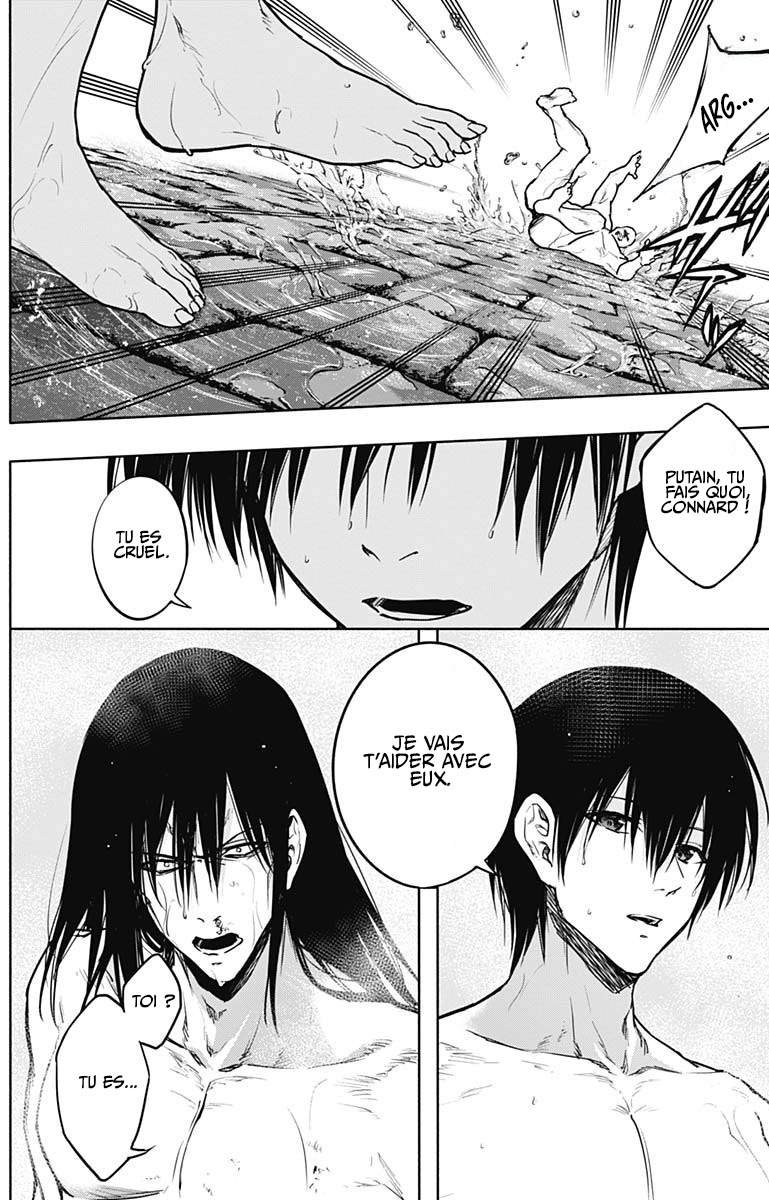 ARG...
PUTAIN, TU
FAIS QUOI,
CONNARD !
TU ES
CRUEL.
JE VAIS
T'AIDER AVEC
EUX.
TOI ?
TU ES...